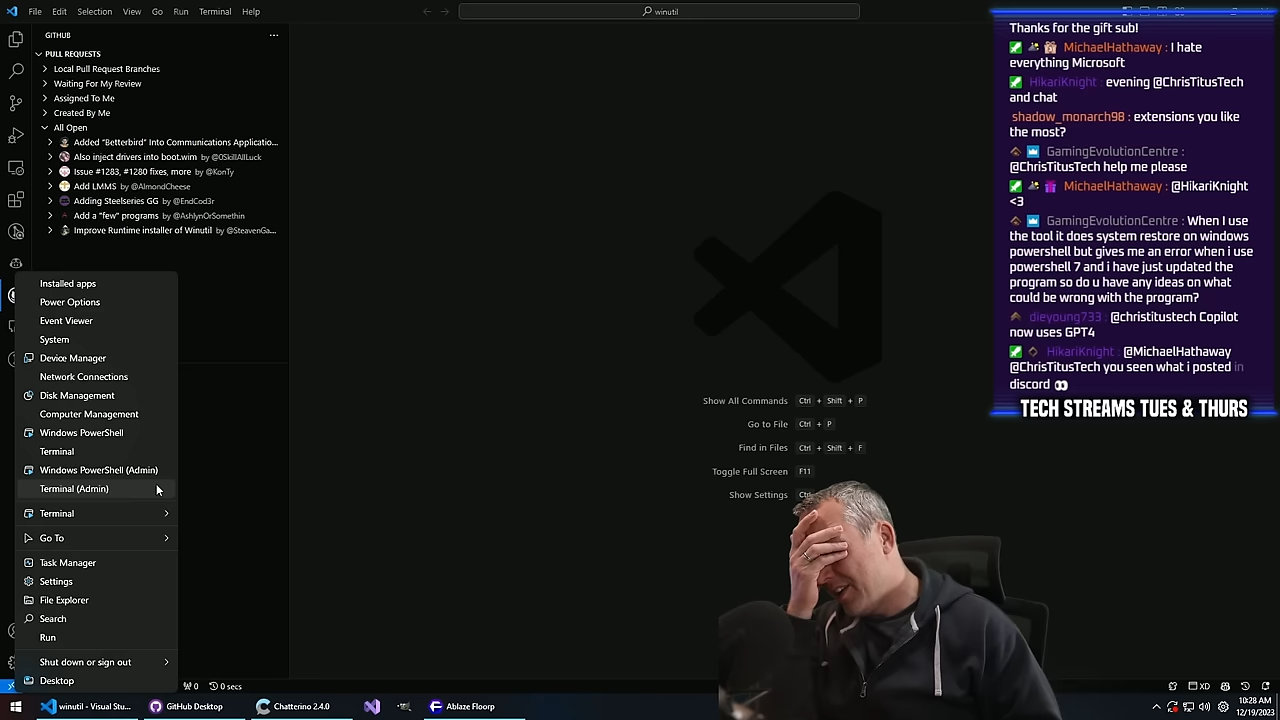 File Edit Selection View Go Run Terminal Help
winutil
GITHUB
PULL REQUESTS
Local Pull Request Branches
Waiting For My Review
Assigned To Me
Created By Me
All Open
Added "Betterbird" Into Communications Applicatio...
Also inject drivers into boot.wim by @0SkillAllLuck
Issue #1283, #1280 fixes, more by @KonTy
Add LMMS by @AlmondCheese
Adding Steelseries GG by @EndCod3r
Add a "few" programs by @AshlynOrSomethin
Improve Runtime installer of Winutil by @StevenGa...
Installed apps
Power Options
Event Viewer
System
Device Manager
Network Connections
Disk Management
Computer Management
Windows PowerShell
Terminal
Windows PowerShell (Admin)
Terminal (Admin)
Terminal
Go To
Task Manager
Settings
File Explorer
Search
Run
Shut down or sign out
Desktop
Show All Commands Ctrl + Shift + P
Go to File Ctrl + P
Find in Files Ctrl + Shift + F
Toggle Full Screen F11
Show Settings Ctrl
Thanks for the gift sub!
MichaelHathaway : I hate
everything Microsoft
HikariKnight : evening @ChrisTitusTech
and chat
shadow_monarch98 : extensions you like
the most?
GamingEvolutionCentre :
@ChrisTitusTech help me please
MichaelHathaway : @HikariKnight
<3
GamingEvolutionCentre : When I use
the tool it does system restore on windows
powershell but gives me an error when i use
powershell 7 and i have just updated the
program so do u have any ideas on what
could be wrong with the program?
dieyoung733 : @christitustech Copilot
now uses GPT4
HikariKnight : @MichaelHathaway
@ChrisTitusTech you seen what i posted in
discord
TECH STREAMS TUES & THURS
0 0 secs
XD
winutil - Visual Stu... GitHub Desktop Chatterino 2.4.0 Ablaze Floorp
10:28 AM
12/19/2023